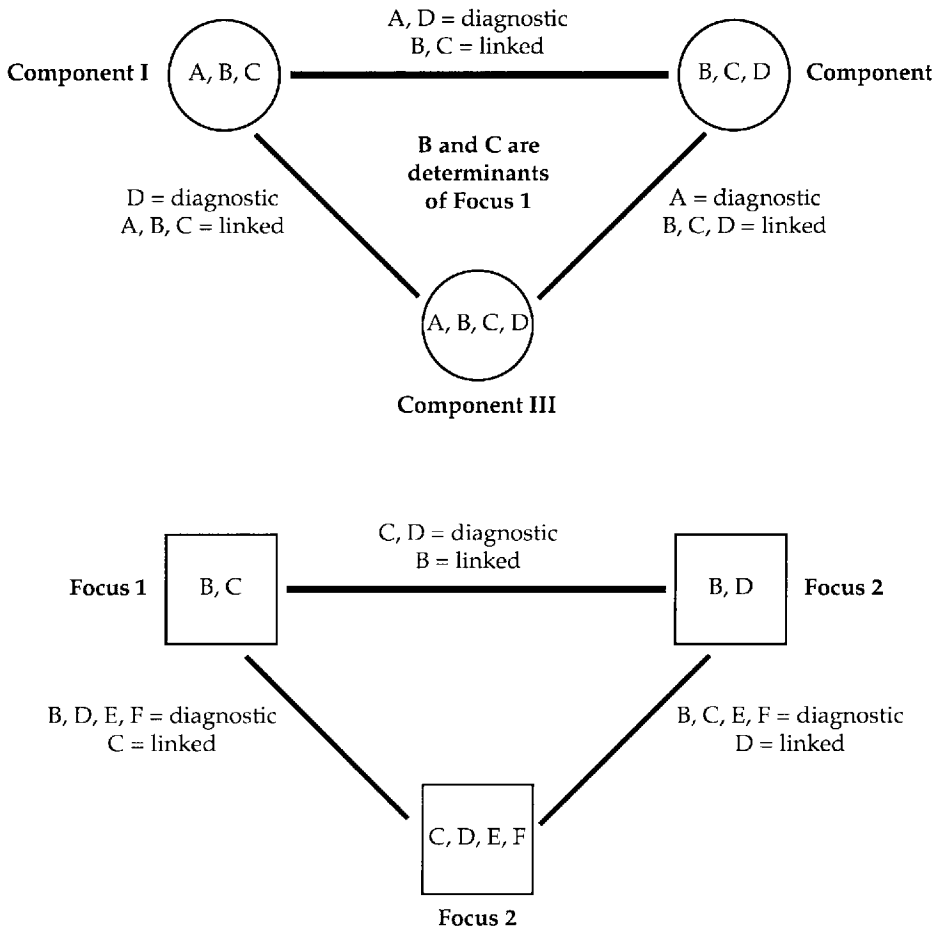 A, D = diagnostic
B, C = linked
Component I
A, B, C
B, C, D
Component
B and C are
determinants
of Focus 1
D = diagnostic
A, B, C = linked
A = diagnostic
B, C, D = linked
A, B, C, D
Component III
C, D = diagnostic
B = linked
Focus 1
B, C
B, D
Focus 2
B, D, E, F = diagnostic
C = linked
B, C, E, F = diagnostic
D = linked
C, D, E, F
Focus 2